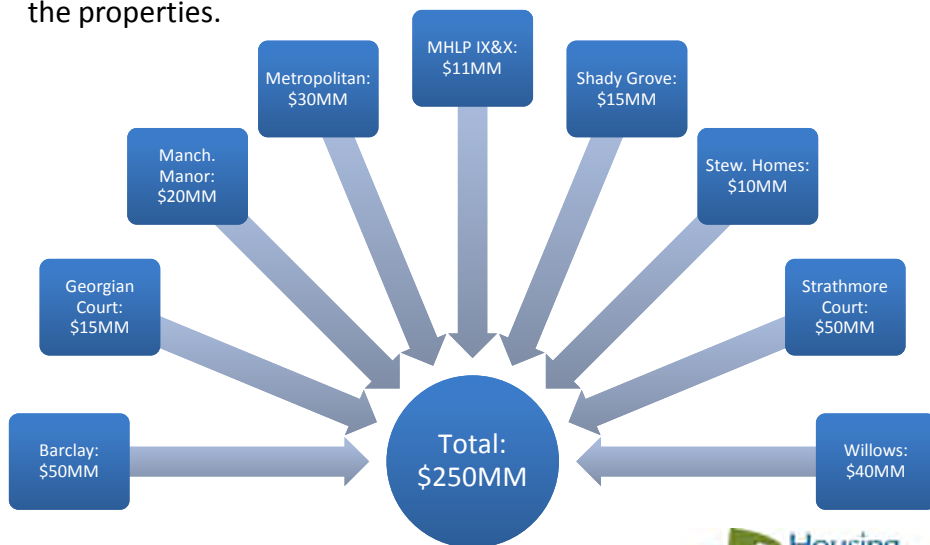 the properties.
MHLP IX&X:
$11MM
Metropolitan:
$30MM
Shady Grove:
$15MM
Manch.
Manor:
$20MM
Stew. Homes:
$10MM
Georgian
Court:
$15MM
Strathmore
Court:
$50MM
Barclay:
$50MM
Total:
$250MM
Willows:
$40MM
Housing